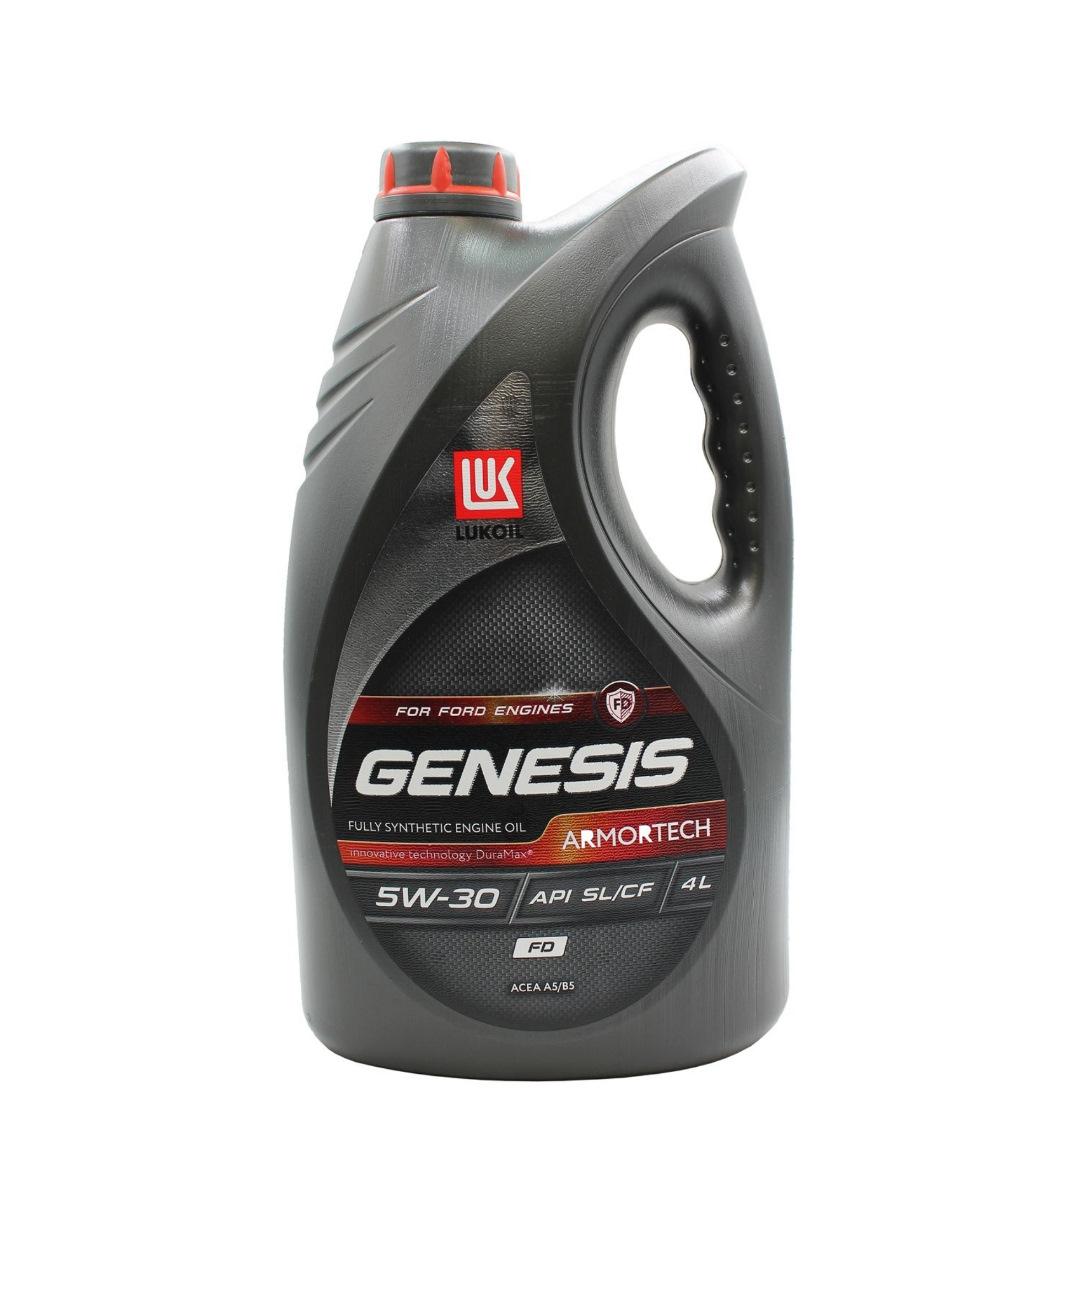 LUK
LUKOIL
FOR FORD ENGINES FD
GENESIS
FULLY SYNTHETIC ENGINE OIL
ARMORTECH
innovative technology DuraMax®
5W-30 API SL/CF 4L
FD
ACEA A5/B5